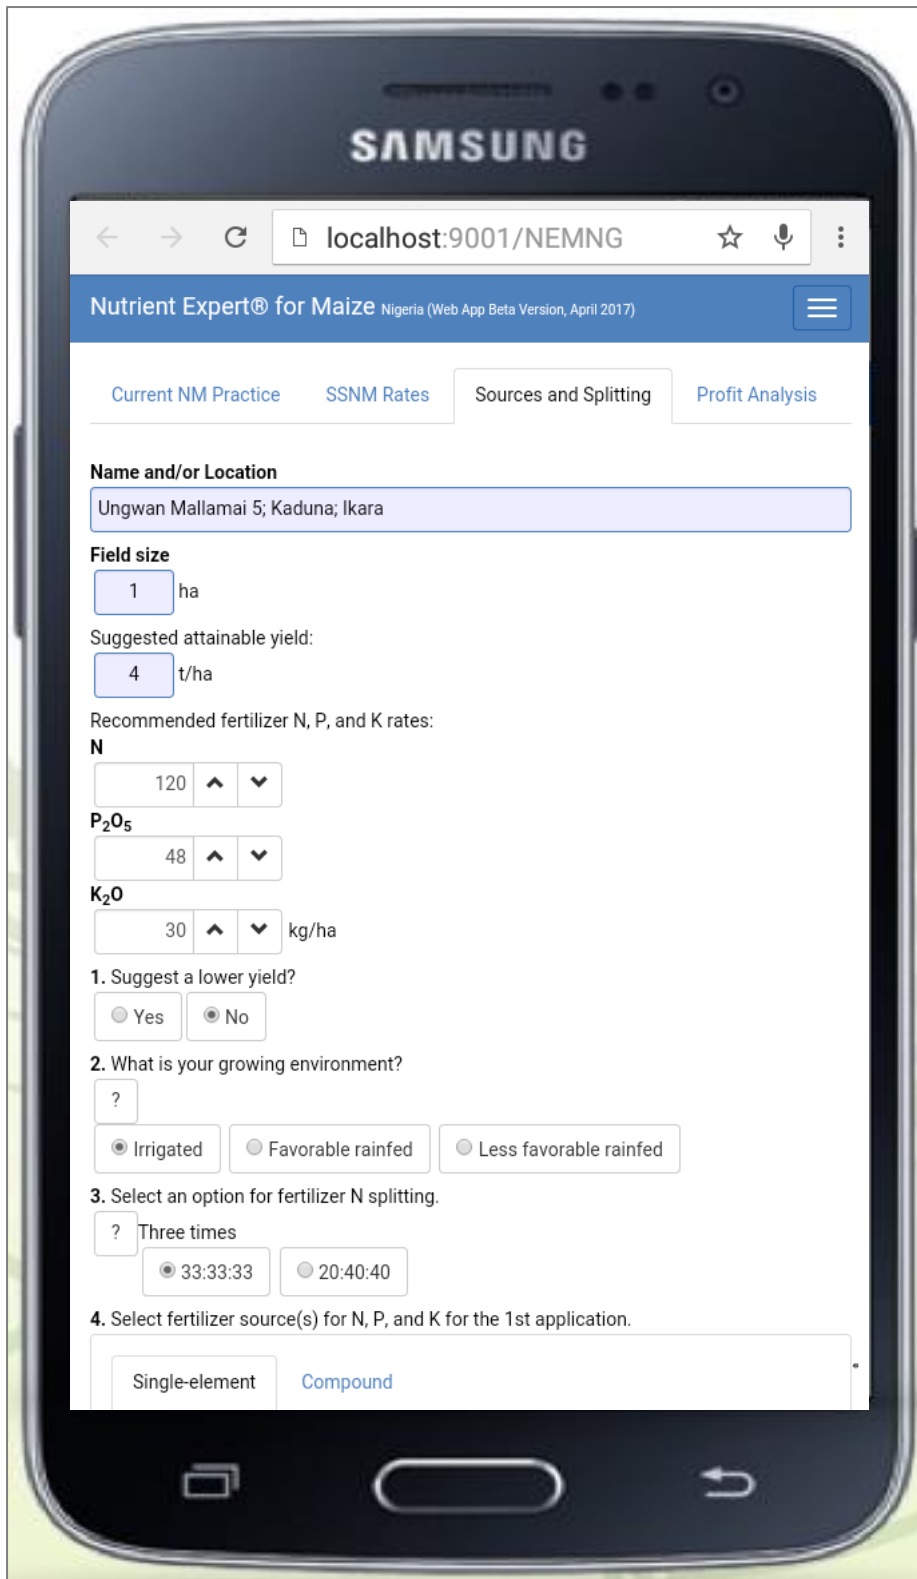 SAMSUNG
localhost:9001/NEMNG
Nutrient Expert® for Maize Nigeria (Web App Beta Version, April 2017)
Current NM Practice SSNM Rates Sources and Splitting Profit Analysis
Name and/or Location
Ungwan Mallamai 5; Kaduna; Ikara
Field size
1 ha
Suggested attainable yield:
4 t/ha
Recommended fertilizer N, P, and K rates:
N
120
P₂O₅
48
K₂O
30 kg/ha
1. Suggest a lower yield?
Yes No
2. What is your growing environment?
?
Irrigated Favorable rainfed Less favorable rainfed
3. Select an option for fertilizer N splitting.
? Three times
33:33:33 20:40:40
4. Select fertilizer source(s) for N, P, and K for the 1st application.
Single-element Compound